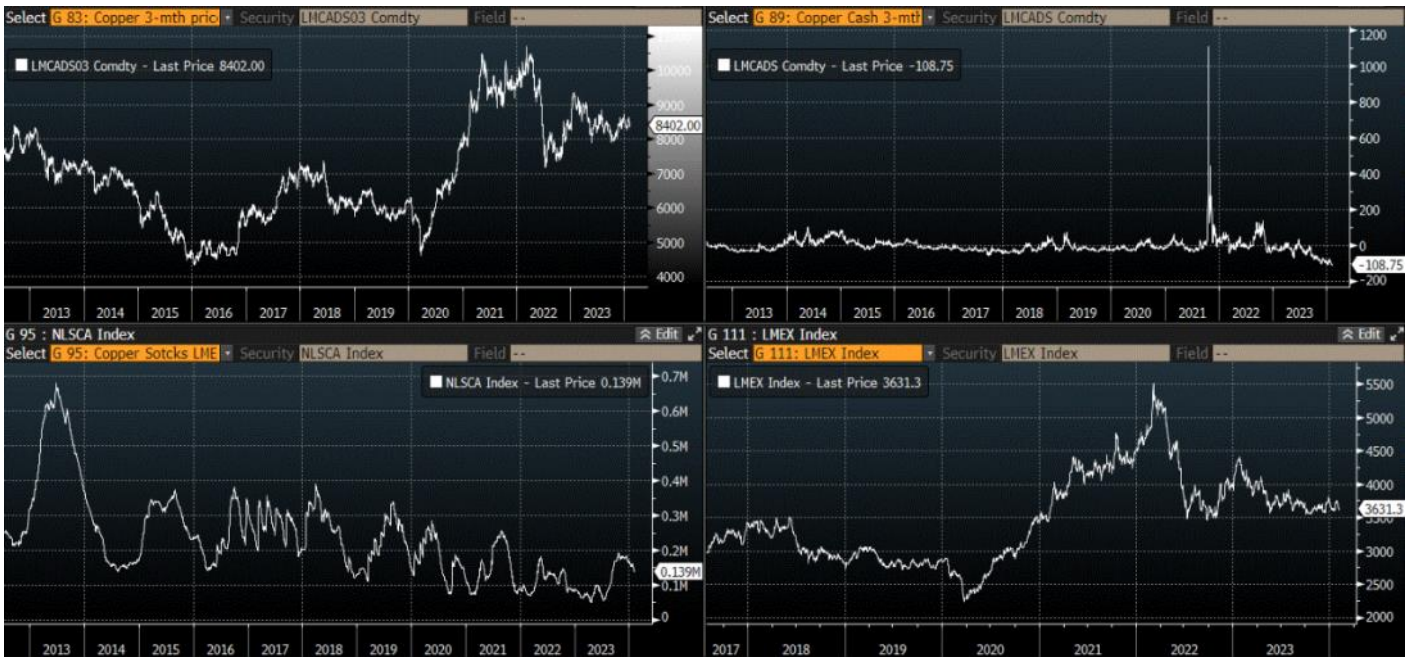 Select G 83: Copper 3-mth pric Security LMCADS03 Comdty Field --
LMCADS03 Comdty - Last Price 8402.00
11000
10000
9000
8402.00
8000
7000
6000
5000
4000
2013 2014 2015 2016 2017 2018 2019 2020 2021 2022 2023
Select G 89: Copper Cash 3-mth Security LMCADS Comdty Field --
LMCADS Comdty - Last Price -108.75
1200
1000
800
600
400
200
0
-108.75
-200
2013 2014 2015 2016 2017 2018 2019 2020 2021 2022 2023
G 95 : NLSCA Index Edit
Select G 95: Copper Sotcks LME Security NLSCA Index Field --
NLSCA Index - Last Price 0.139M
0.7M
0.6M
0.5M
0.4M
0.3M
0.2M
0.139M
0.1M
0
2013 2014 2015 2016 2017 2018 2019 2020 2021 2022 2023
G 111 : LMEX Index Edit
Select G 111: LMEX Index Security LMEX Index Field --
LMEX Index - Last Price 3631.3
5500
5000
4500
4000
3631.3
3500
3000
2500
2000
2017 2018 2019 2020 2021 2022 2023